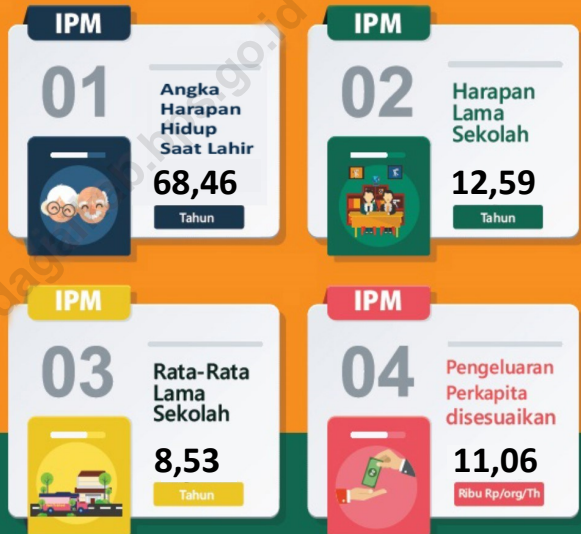 IPM
01
Angka
Harapan
Hidup
Saat Lahir
68,46
Tahun
IPM
02
Harapan
Lama
Sekolah
12,59
Tahun
IPM
03
Rata-Rata
Lama
Sekolah
8,53
Tahun
IPM
04
Pengeluaran
Perkapita
disesuaikan
11,06
Ribu Rp/org/Th